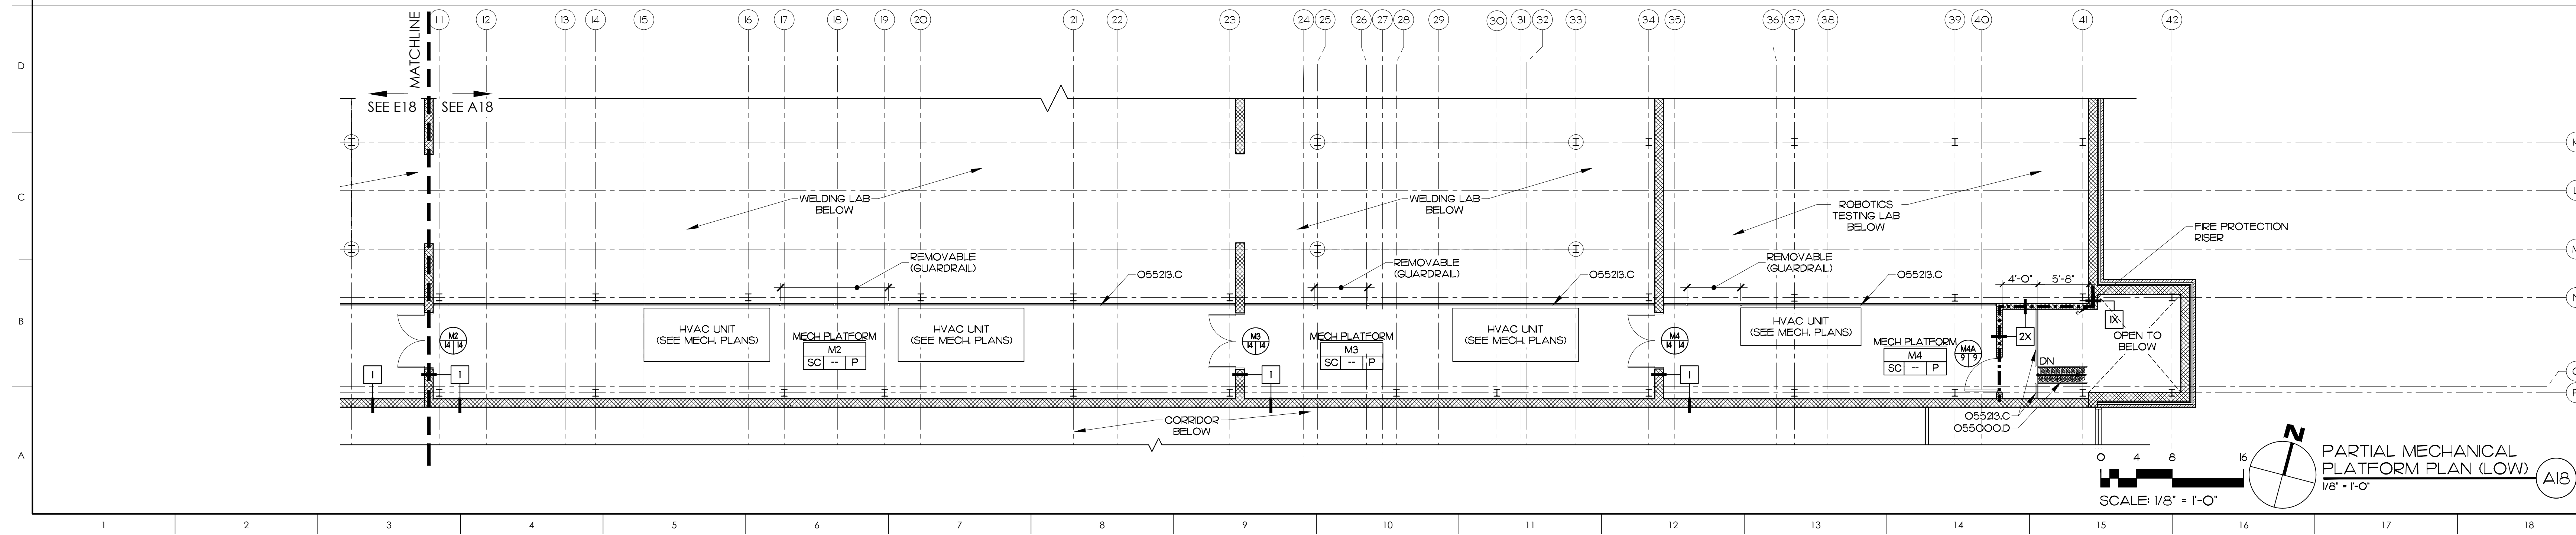 11 12 13 14 15 16 17 18 19 20 21 22 23 24 25 26 27 28 29 30 31 32 33 34 35 36 37 38 39 40 41 42
MATCHLINE
SEE E18 SEE A18
D
C
B
A
WELDING LAB
BELOW
WELDING LAB
BELOW
ROBOTICS
TESTING LAB
BELOW
FIRE PROTECTION
RISER
L
REMOVABLE
(GUARDRAIL)
055213.C
REMOVABLE
(GUARDRAIL)
055213.C
REMOVABLE
(GUARDRAIL)
055213.C
4'-0" 5'-8"
M2
14 14
HVAC UNIT
(SEE MECH. PLANS)
MECH PLATFORM
M2
SC -- P
HVAC UNIT
(SEE MECH. PLANS)
M3
14 14
MECH PLATFORM
M3
SC -- P
HVAC UNIT
(SEE MECH. PLANS)
M4
14 14
HVAC UNIT
(SEE MECH. PLANS)
MECH PLATFORM
M4
SC -- P
M4A
9 9
2X
1X
OPEN TO
BELOW
DN
1 1 1 1
055213.C
055000.D
CORRIDOR
BELOW
0 4 8 16
SCALE: 1/8" = 1'-0"
N
PARTIAL MECHANICAL
PLATFORM PLAN (LOW)
1/8" = 1'-0"
A18
1 2 3 4 5 6 7 8 9 10 11 12 13 14 15 16 17 18